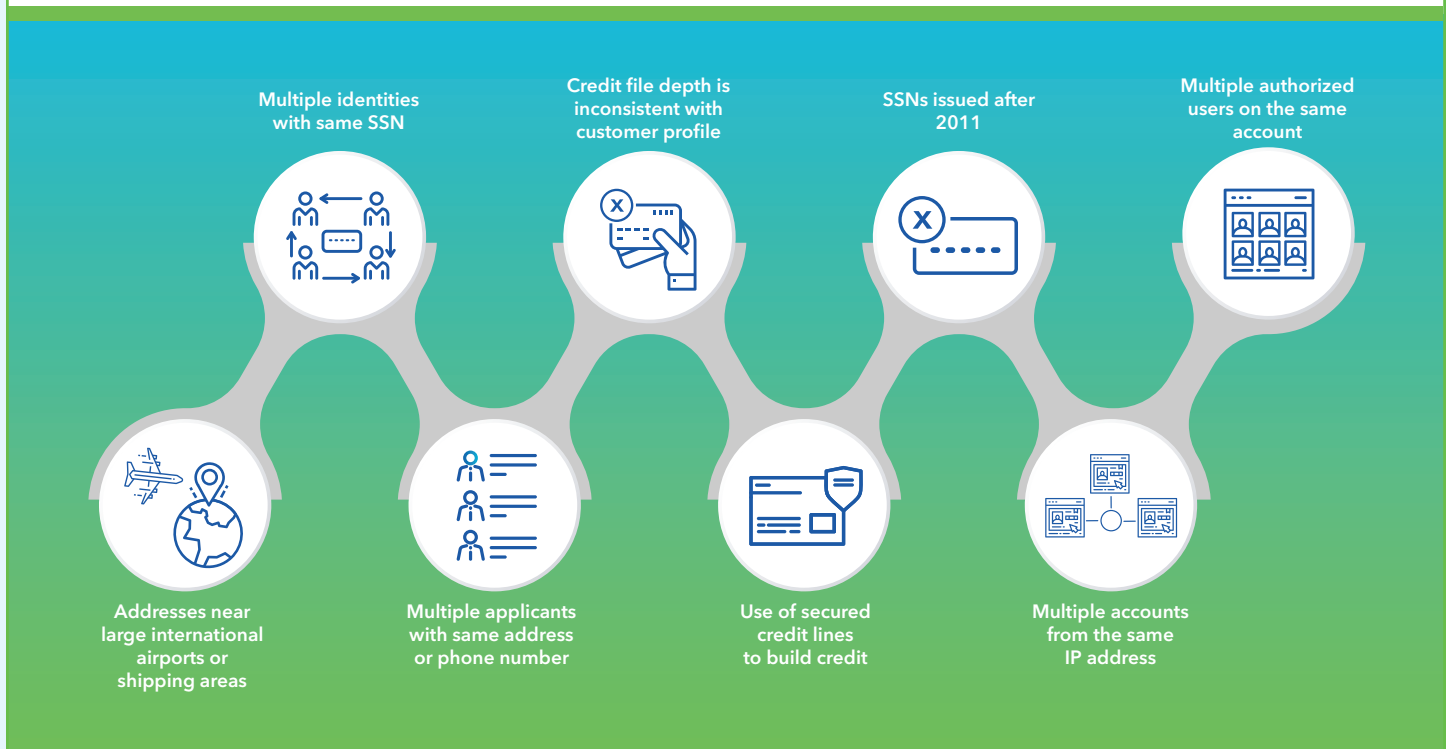 Multiple identities
with same SSN
Credit file depth is
inconsistent with
customer profile
SSNs issued after
2011
Multiple authorized
users on the same
account
X
X
Addresses near
large international
airports or
shipping areas
Multiple applicants
with same address
or phone number
Use of secured
credit lines
to build credit
Multiple accounts
from the same
IP address